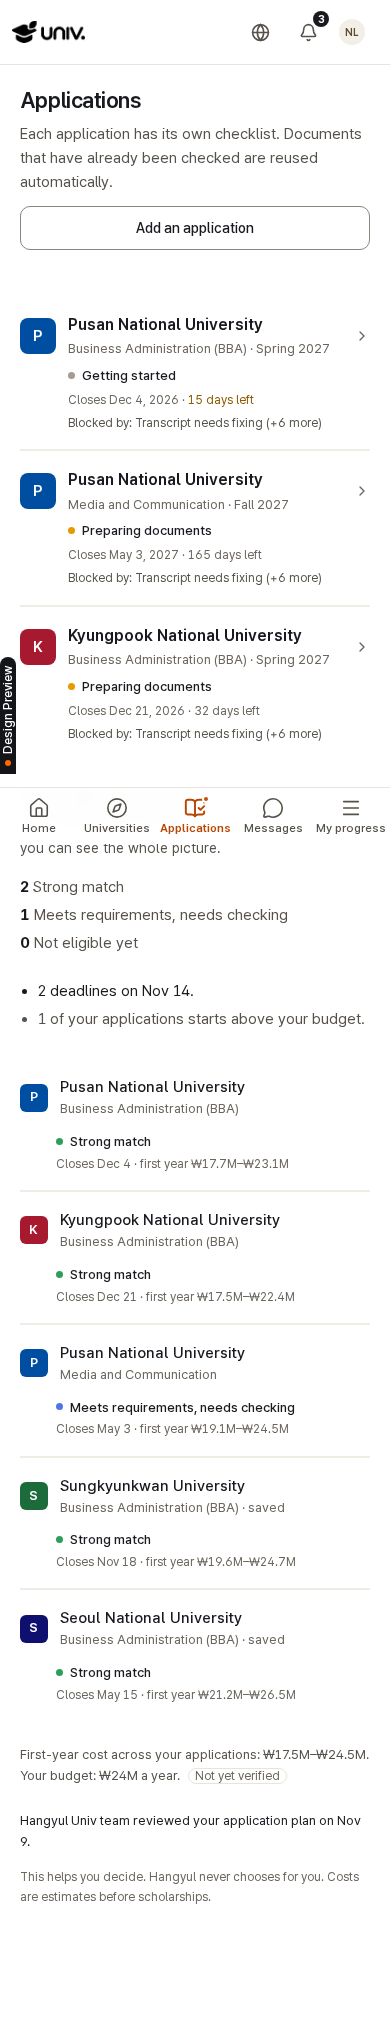 UNIV.
3
NL
Applications
Each application has its own checklist. Documents
that have already been checked are reused
automatically.
Add an application
P
Pusan National University
Business Administration (BBA) · Spring 2027
Getting started
Closes Dec 4, 2026 · 15 days left
Blocked by: Transcript needs fixing (+6 more)
P
Pusan National University
Media and Communication · Fall 2027
Preparing documents
Closes May 3, 2027 · 165 days left
Blocked by: Transcript needs fixing (+6 more)
K
Kyungpook National University
Business Administration (BBA) · Spring 2027
Preparing documents
Closes Dec 21, 2026 · 32 days left
Blocked by: Transcript needs fixing (+6 more)
Design Preview
Home
Universities
Applications
Messages
My progress
you can see the whole picture.
2 Strong match
1 Meets requirements, needs checking
0 Not eligible yet
• 2 deadlines on Nov 14.
• 1 of your applications starts above your budget.
P
Pusan National University
Business Administration (BBA)
Strong match
Closes Dec 4 · first year ₩17.7M–₩23.1M
K
Kyungpook National University
Business Administration (BBA)
Strong match
Closes Dec 21 · first year ₩17.5M–₩22.4M
P
Pusan National University
Media and Communication
Meets requirements, needs checking
Closes May 3 · first year ₩19.1M–₩24.5M
S
Sungkyunkwan University
Business Administration (BBA) · saved
Strong match
Closes Nov 18 · first year ₩19.6M–₩24.7M
S
Seoul National University
Business Administration (BBA) · saved
Strong match
Closes May 15 · first year ₩21.2M–₩26.5M
First-year cost across your applications: ₩17.5M–₩24.5M.
Your budget: ₩24M a year. Not yet verified
Hangyul Univ team reviewed your application plan on Nov
9.
This helps you decide. Hangyul never chooses for you. Costs
are estimates before scholarships.